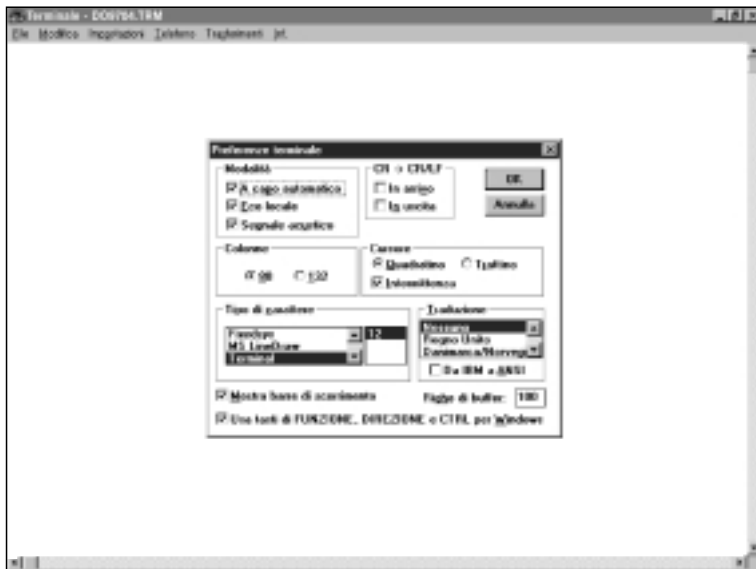 Terminale - DO9704.TRM
File Modifica Impostazioni Telefono Trasferimenti Inf.
Preferenze terminale
Modalità
A capo automatico
Eco locale
Segnale acustico
CR -> CR/LF
In arrivo
In uscita
OK
Annulla
Colonne
80 132
Cursore
Quadratino Trattino
Intermittenza
Tipo di carattere
Fixedsys
MS LineDraw
Terminal
12
Traduzione
Nessuna
Regno Unito
Danimarca/Norvegi
Da IBM a ANSI
Mostra barre di scorrimento
Righe di buffer: 100
Usa tasti di FUNZIONE, DIREZIONE e CTRL per Windows